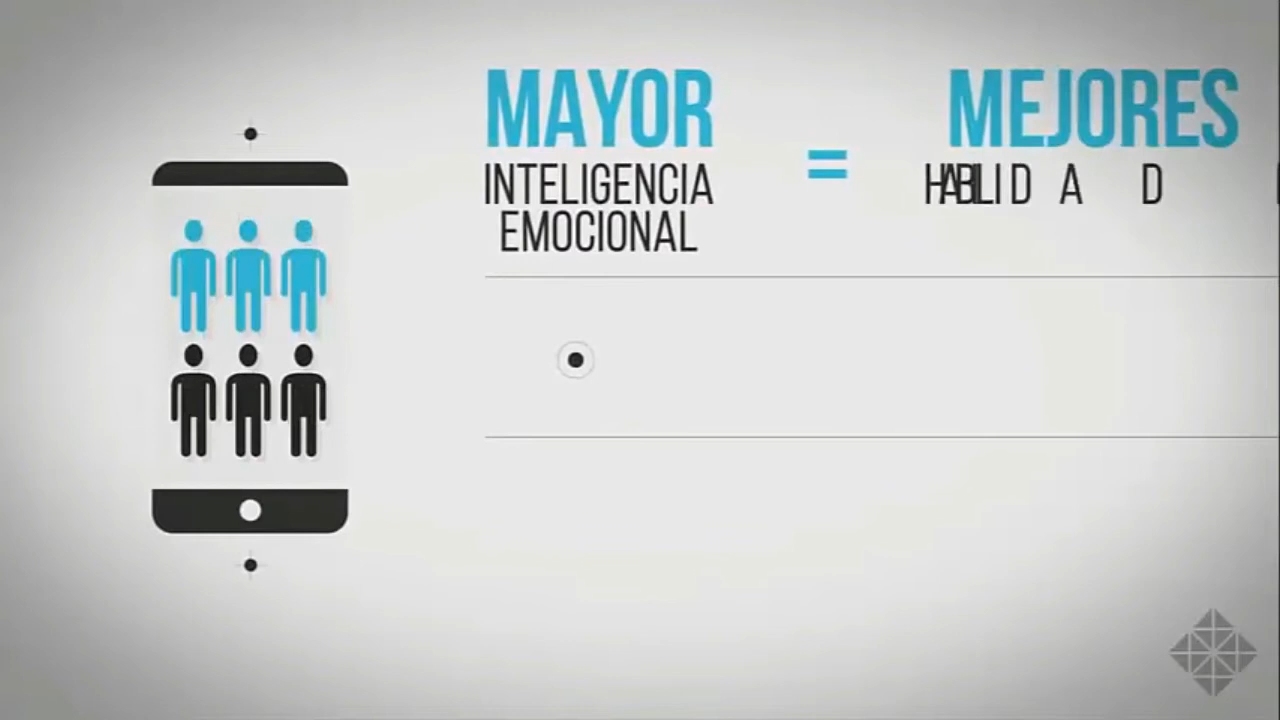 MAYOR
INTELIGENCIA
EMOCIONAL
=
MEJORES